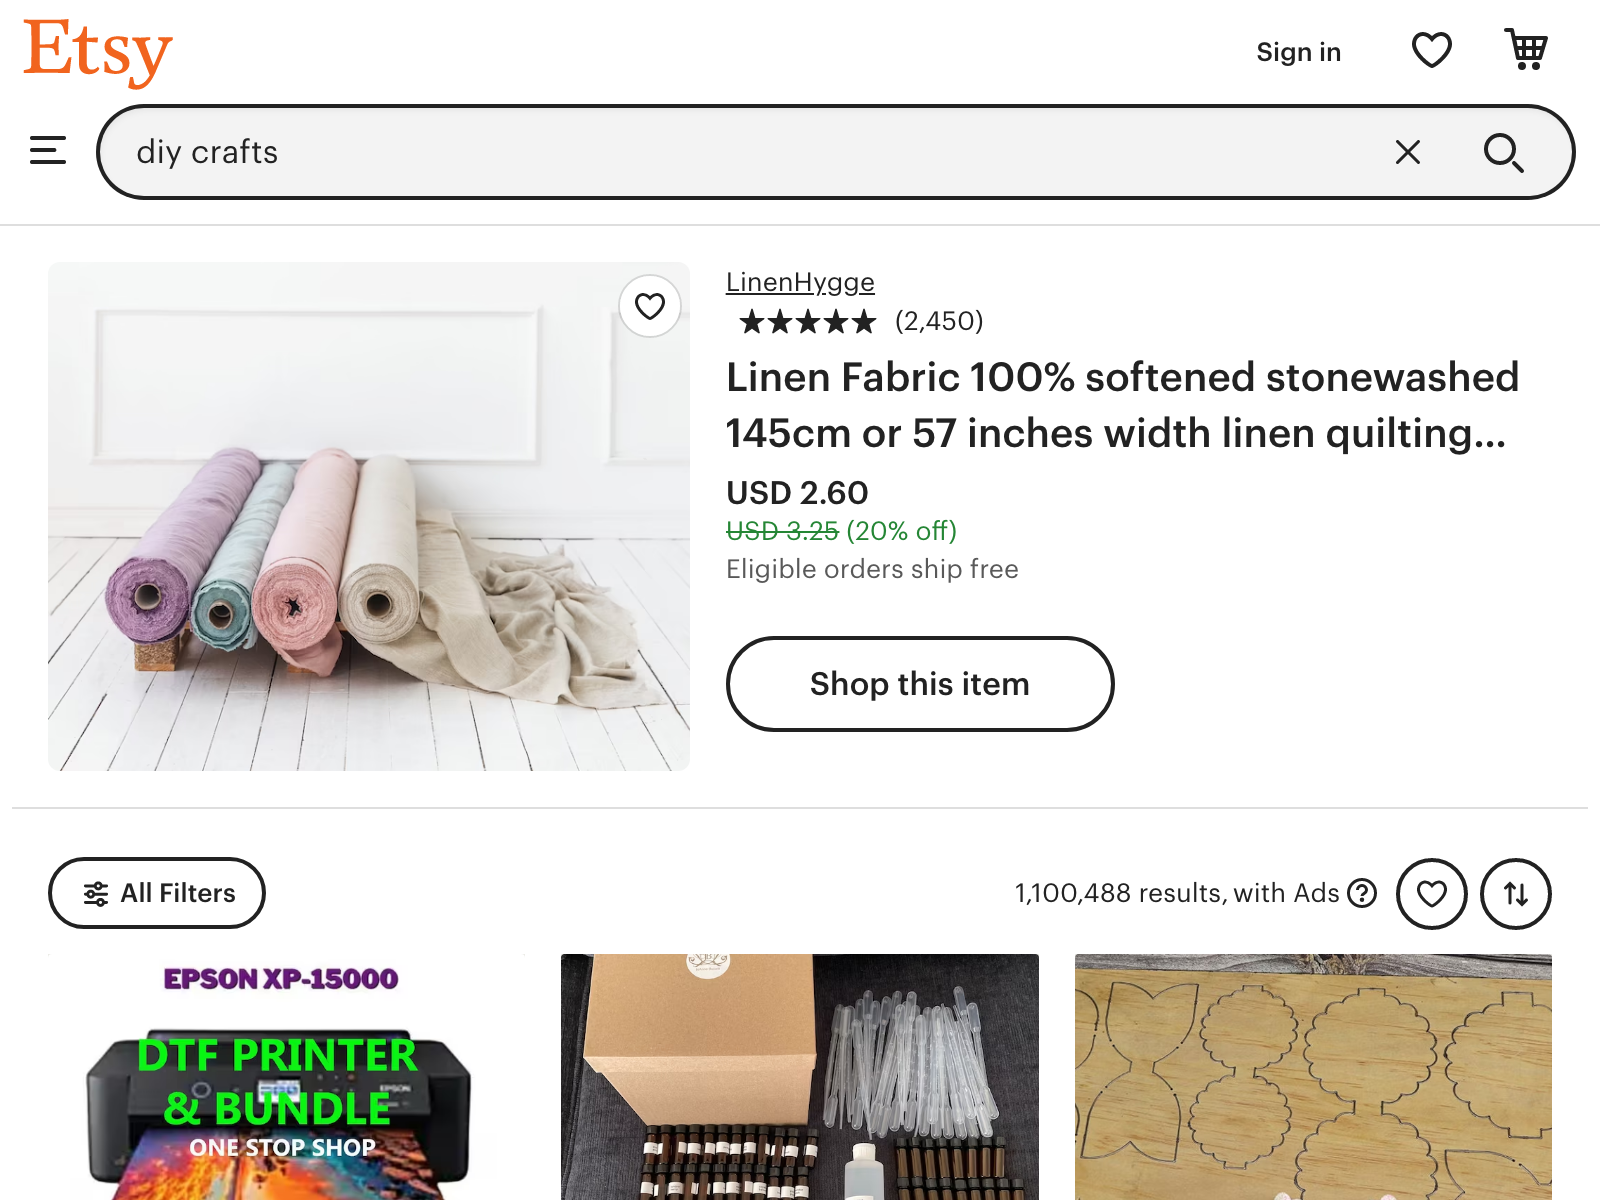 Etsy
Sign in
diy crafts
LinenHygge
★★★★★ (2,450)
Linen Fabric 100% softened stonewashed
145cm or 57 inches width linen quilting...
USD 2.60
USD 3.25 (20% off)
Eligible orders ship free
Shop this item
All Filters
1,100,488 results, with Ads ?
EPSON XP-15000
DTF PRINTER
EPSON
& BUNDLE
ONE STOP SHOP